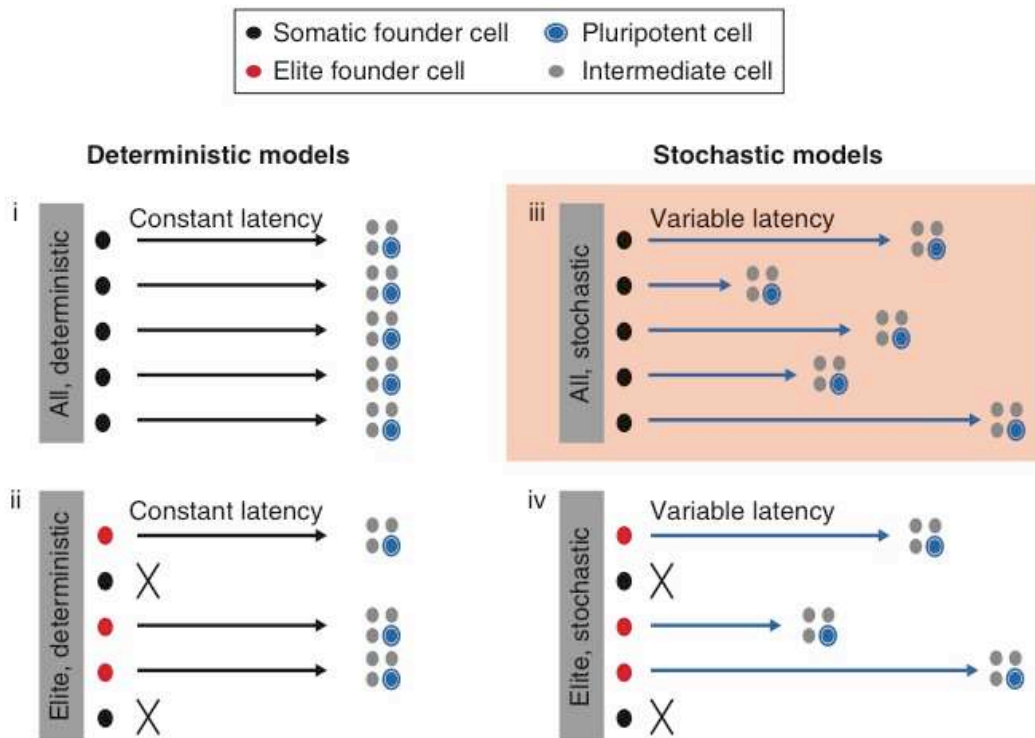 Somatic founder cell
Pluripotent cell
Elite founder cell
Intermediate cell
Deterministic models
Stochastic models
i
All, deterministic
Constant latency
iii
All, stochastic
Variable latency
ii
Elite, deterministic
Constant latency
iv
Elite, stochastic
Variable latency